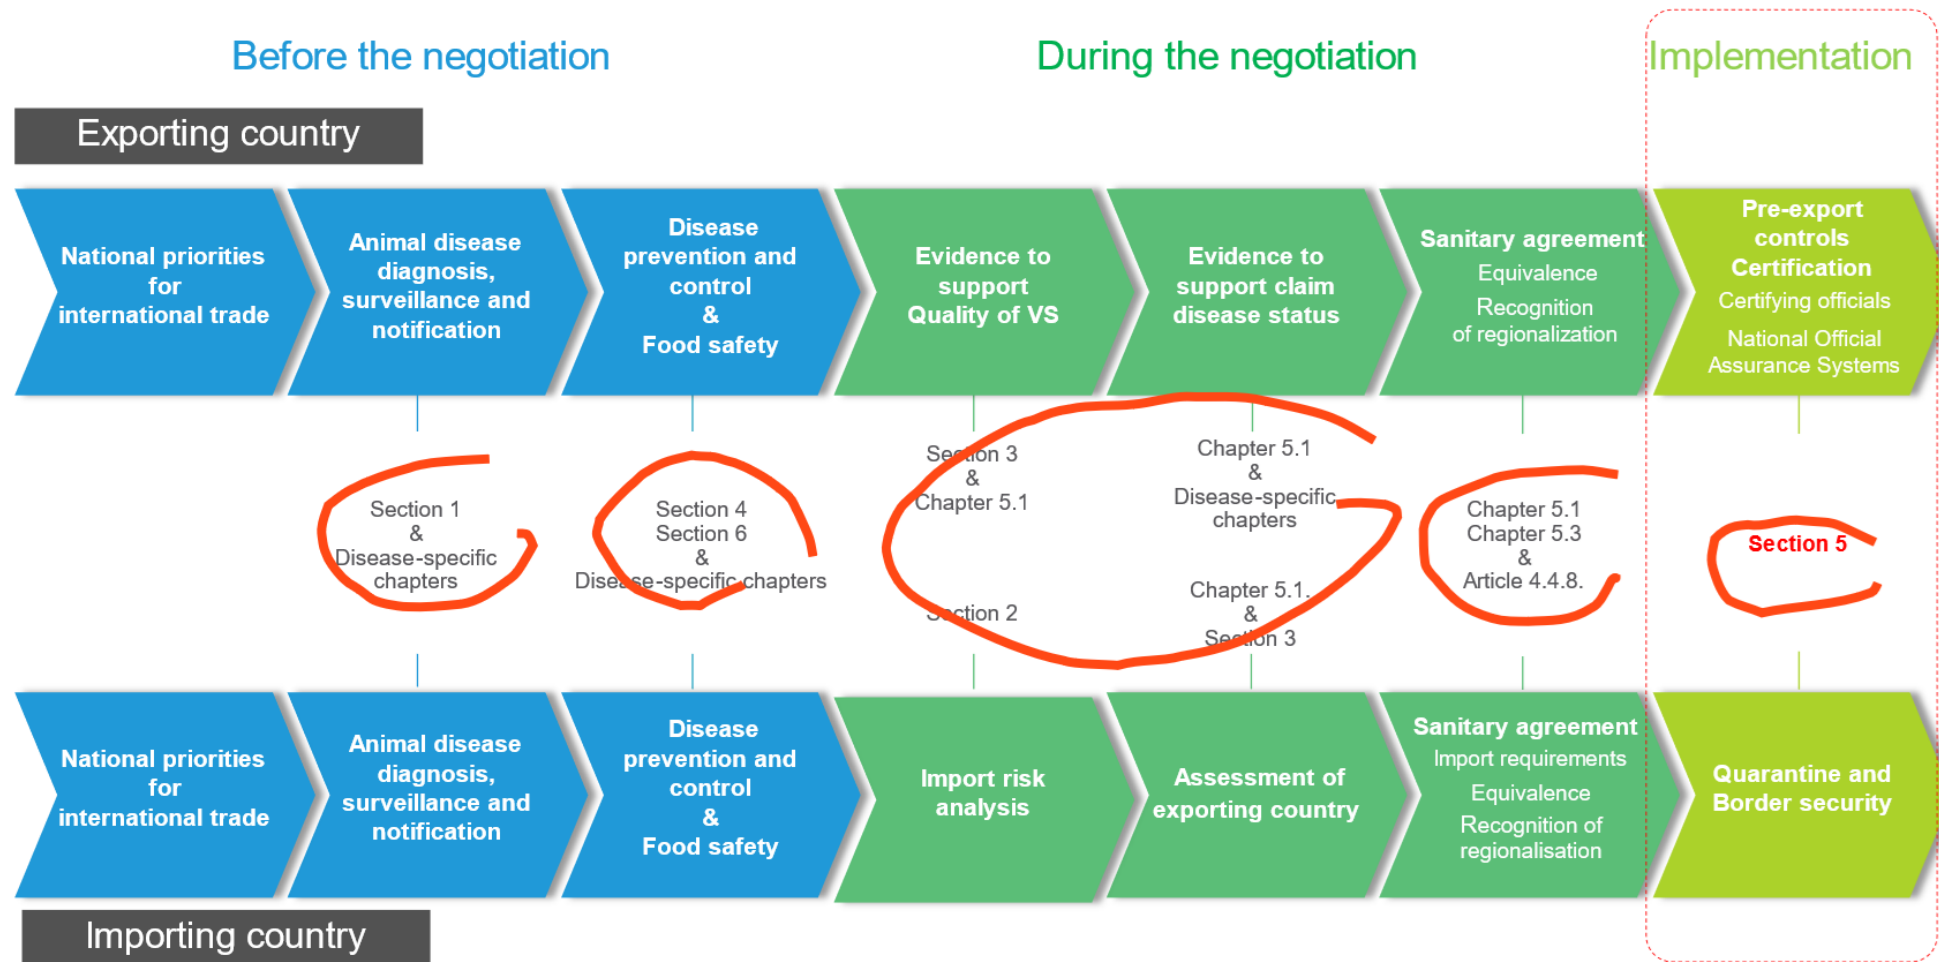 Before the negotiation
During the negotiation
Implementation
Exporting country
National priorities
for
international trade
Animal disease
diagnosis,
surveillance and
notification
Disease
prevention and
control
&
Food safety
Evidence to
support
Quality of VS
Evidence to
support claim
disease status
Sanitary agreement
Equivalence
Recognition
of regionalization
Pre-export
controls
Certification
Certifying officials
National Official
Assurance Systems
Section 1
&
Disease-specific
chapters
Section 4
Section 6
&
Disease-specific chapters
Section 3
&
Chapter 5.1
Section 2
Chapter 5.1
&
Disease-specific
chapters
Chapter 5.1.
&
Section 3
Chapter 5.1
Chapter 5.3
&
Article 4.4.8.
Section 5
National priorities
for
international trade
Animal disease
diagnosis,
surveillance and
notification
Disease
prevention and
control
&
Food safety
Import risk
analysis
Assessment of
exporting country
Sanitary agreement
Import requirements
Equivalence
Recognition of
regionalisation
Quarantine and
Border security
Importing country